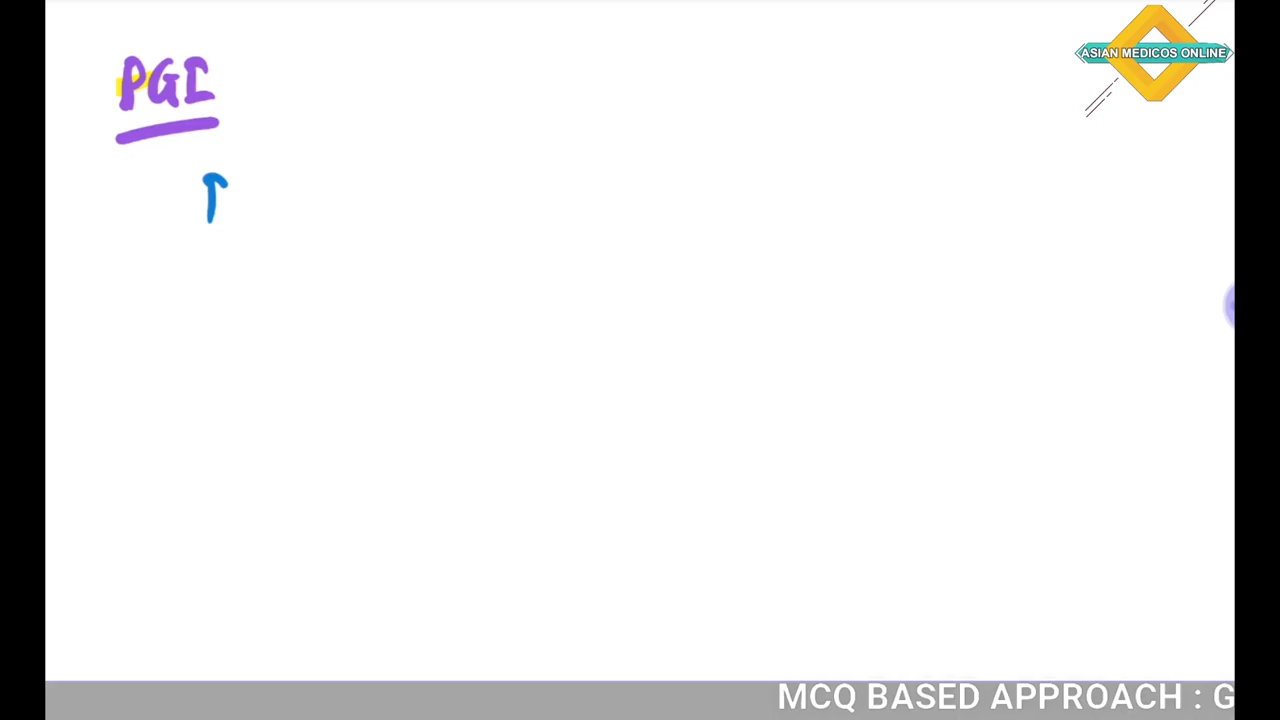 ASIAN MEDICOS ONLINE
PGI
↑
MCQ BASED APPROACH : G